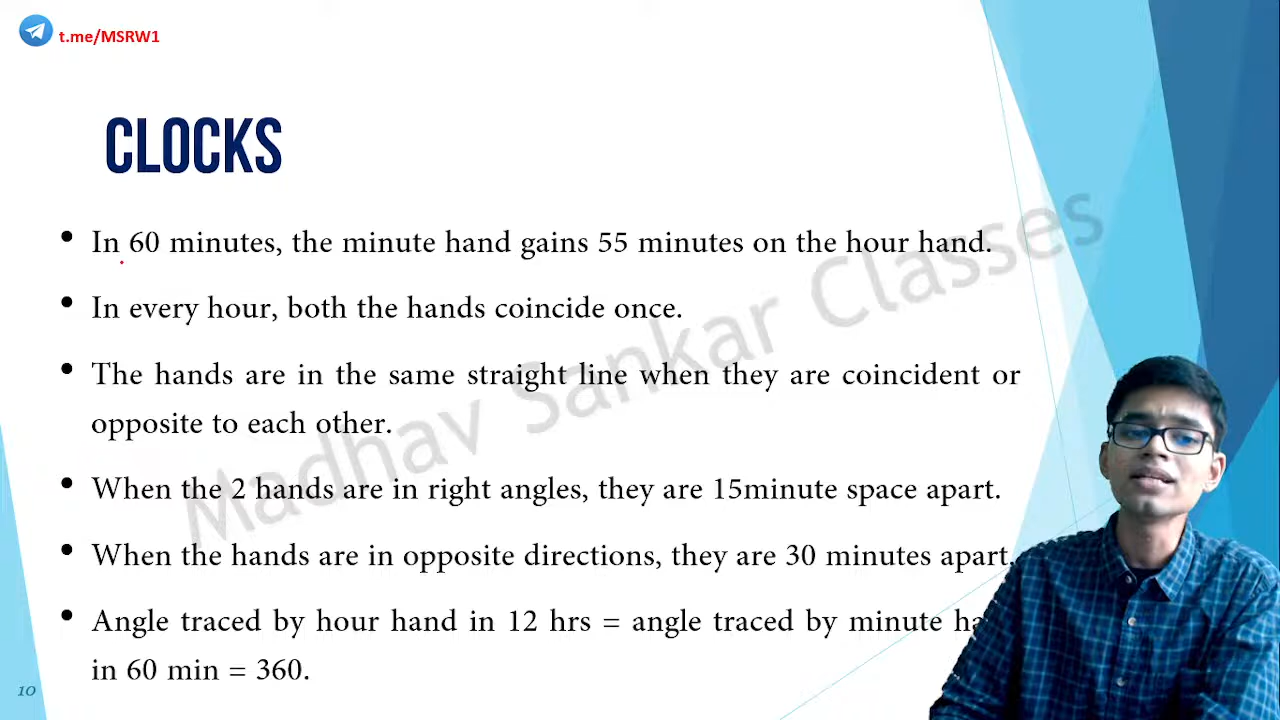 t.me/MSRW1
CLOCKS
• In 60 minutes, the minute hand gains 55 minutes on the hour hand.
• In every hour, both the hands coincide once.
• The hands are in the same straight line when they are coincident or
opposite to each other.
• When the 2 hands are in right angles, they are 15minute space apart.
• When the hands are in opposite directions, they are 30 minutes apart.
• Angle traced by hour hand in 12 hrs = angle traced by minute
in 60 min = 360.
Madhav Sankar Classes
10